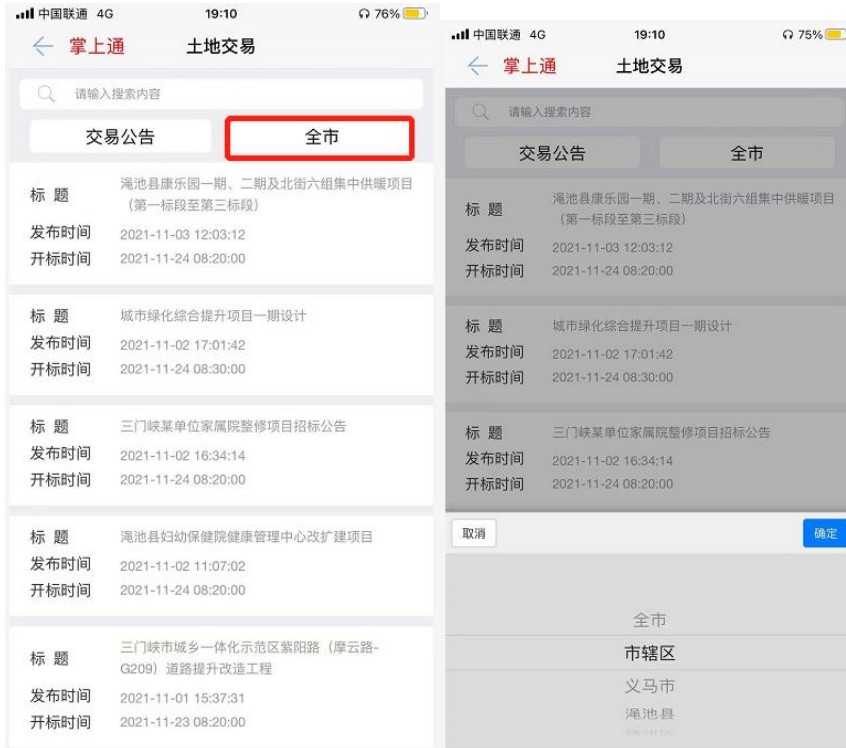 中国联通 4G 19:10 76%
掌上通 土地交易
请输入搜索内容
交易公告 全市
标 题 渑池县康乐园一期、二期及北街六组集中供暖项目
（第一标段至第三标段）
发布时间 2021-11-03 12:03:12
开标时间 2021-11-24 08:20:00
标 题 城市绿化综合提升项目一期设计
发布时间 2021-11-02 17:01:42
开标时间 2021-11-24 08:30:00
标 题 三门峡某单位家属院整修项目招标公告
发布时间 2021-11-02 16:34:14
开标时间 2021-11-24 08:20:00
标 题 渑池县妇幼保健院健康管理中心改扩建项目
发布时间 2021-11-02 11:07:02
开标时间 2021-11-24 08:20:00
标 题 三门峡市城乡一体化示范区紫阳路（摩云路-
G209）道路提升改造工程
发布时间 2021-11-01 15:37:31
开标时间 2021-11-23 08:20:00
中国联通 4G 19:10 75%
掌上通 土地交易
请输入搜索内容
交易公告 全市
标 题 渑池县康乐园一期、二期及北街六组集中供暖项目
（第一标段至第三标段）
发布时间 2021-11-03 12:03:12
开标时间 2021-11-24 08:20:00
标 题 城市绿化综合提升项目一期设计
发布时间 2021-11-02 17:01:42
开标时间 2021-11-24 08:30:00
标 题 三门峡某单位家属院整修项目招标公告
发布时间 2021-11-02 16:34:14
开标时间 2021-11-24 08:20:00
取消 确定
全市
市辖区
义马市
渑池县